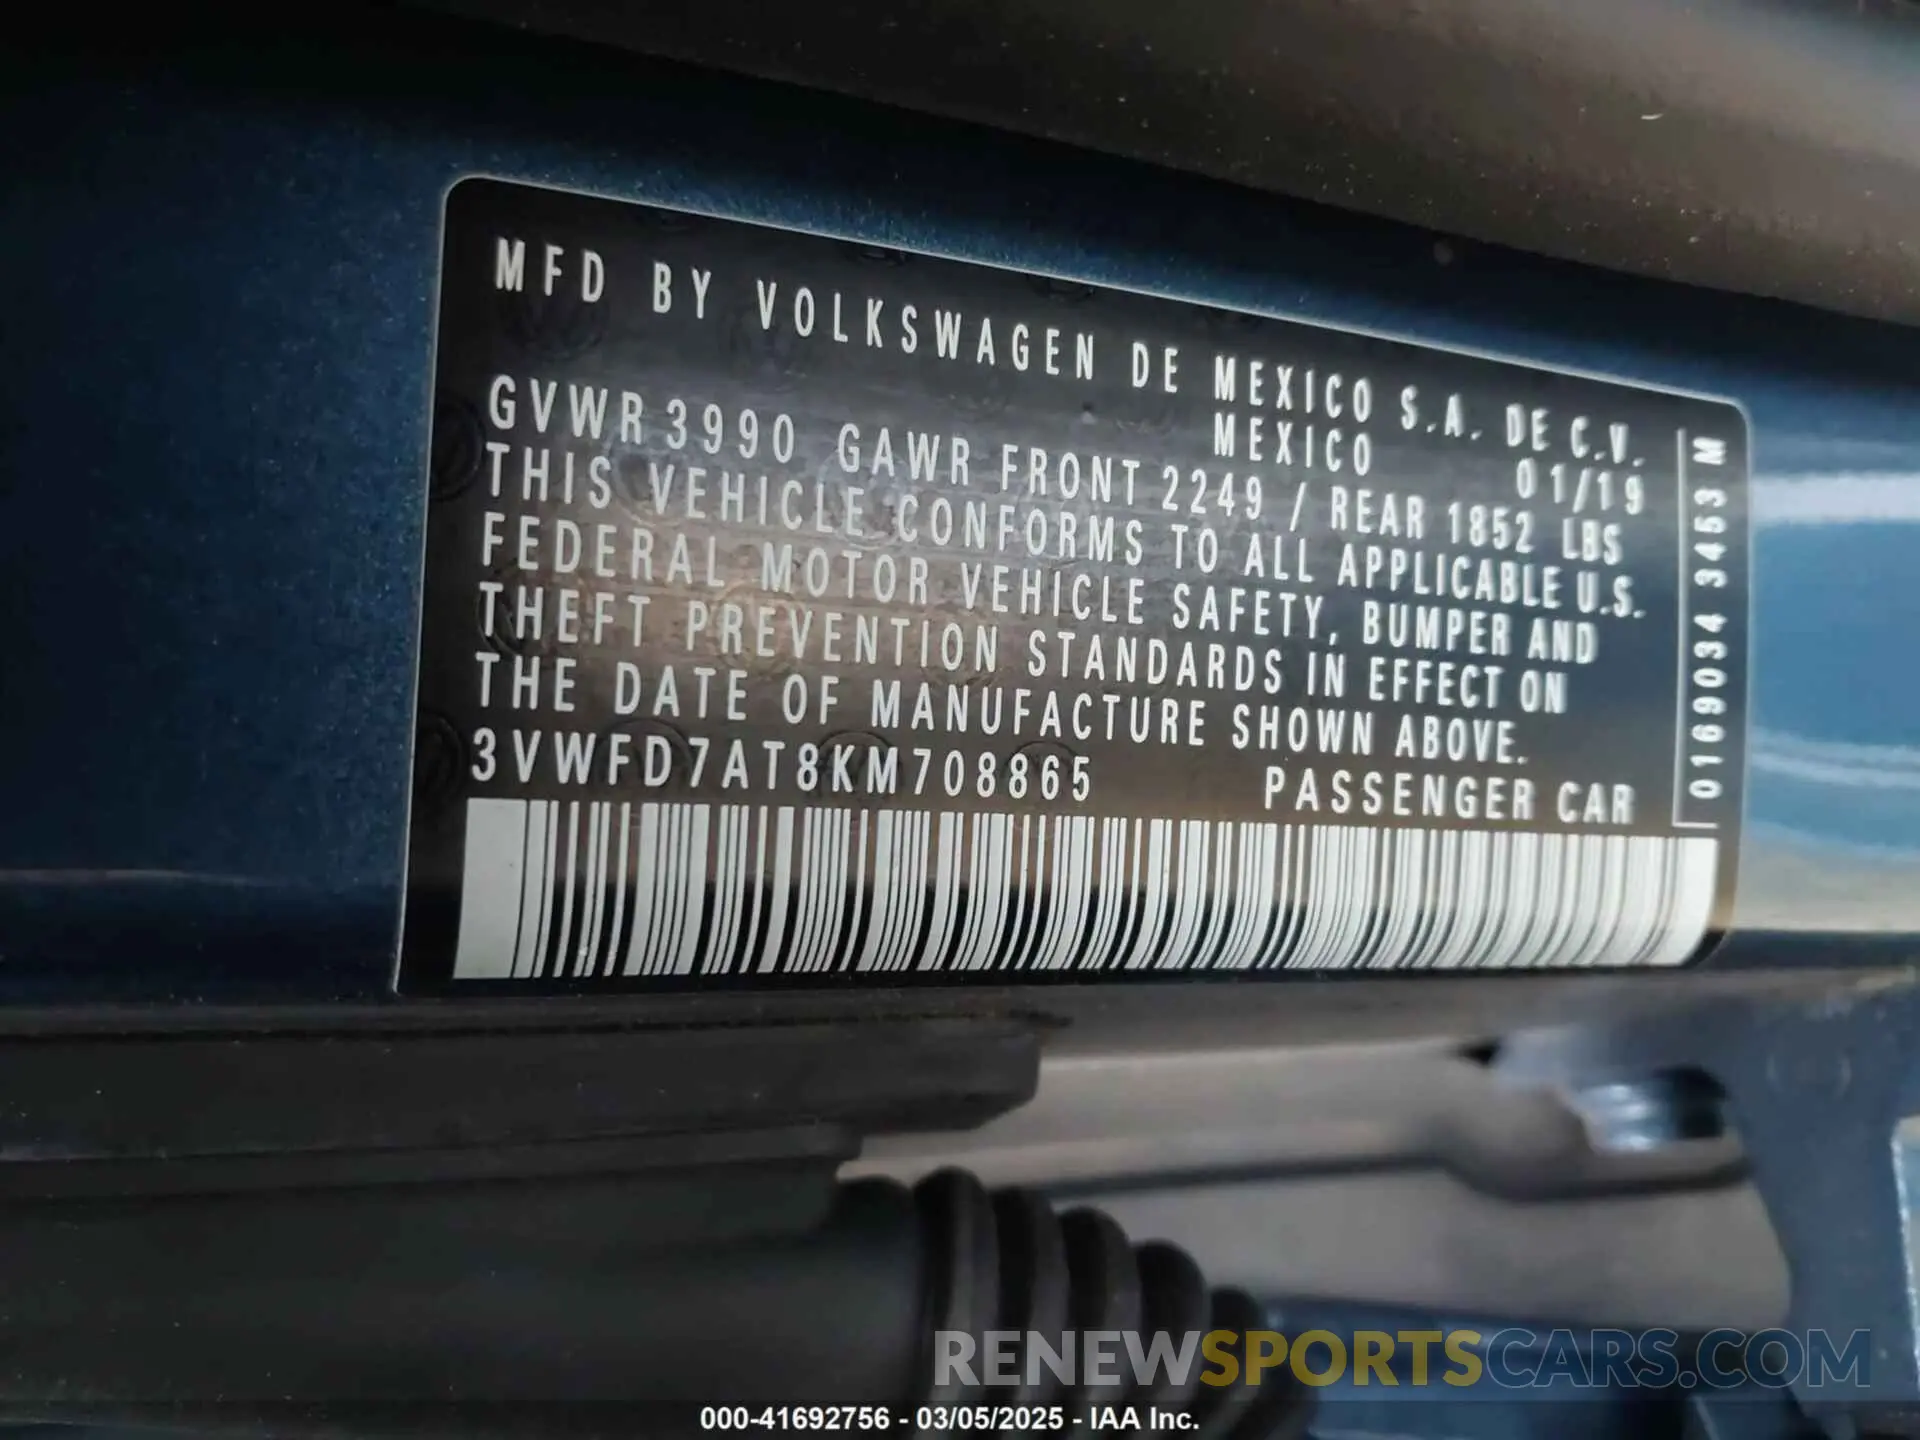 MFD BY VOLKSWAGEN DE MEXICO S.A. DE C.V.
MEXICO 01/19
GVWR 3990 GAWR FRONT 2249 / REAR 1852 LBS
THIS VEHICLE CONFORMS TO ALL APPLICABLE U.S.
FEDERAL MOTOR VEHICLE SAFETY, BUMPER AND
THEFT PREVENTION STANDARDS IN EFFECT ON
THE DATE OF MANUFACTURE SHOWN ABOVE.
3VWFD7AT8KM708865 PASSENGER CAR
0169034 3453 M
RENEWSPORTSCARS.COM
000-41692756 - 03/05/2025 - IAA Inc.